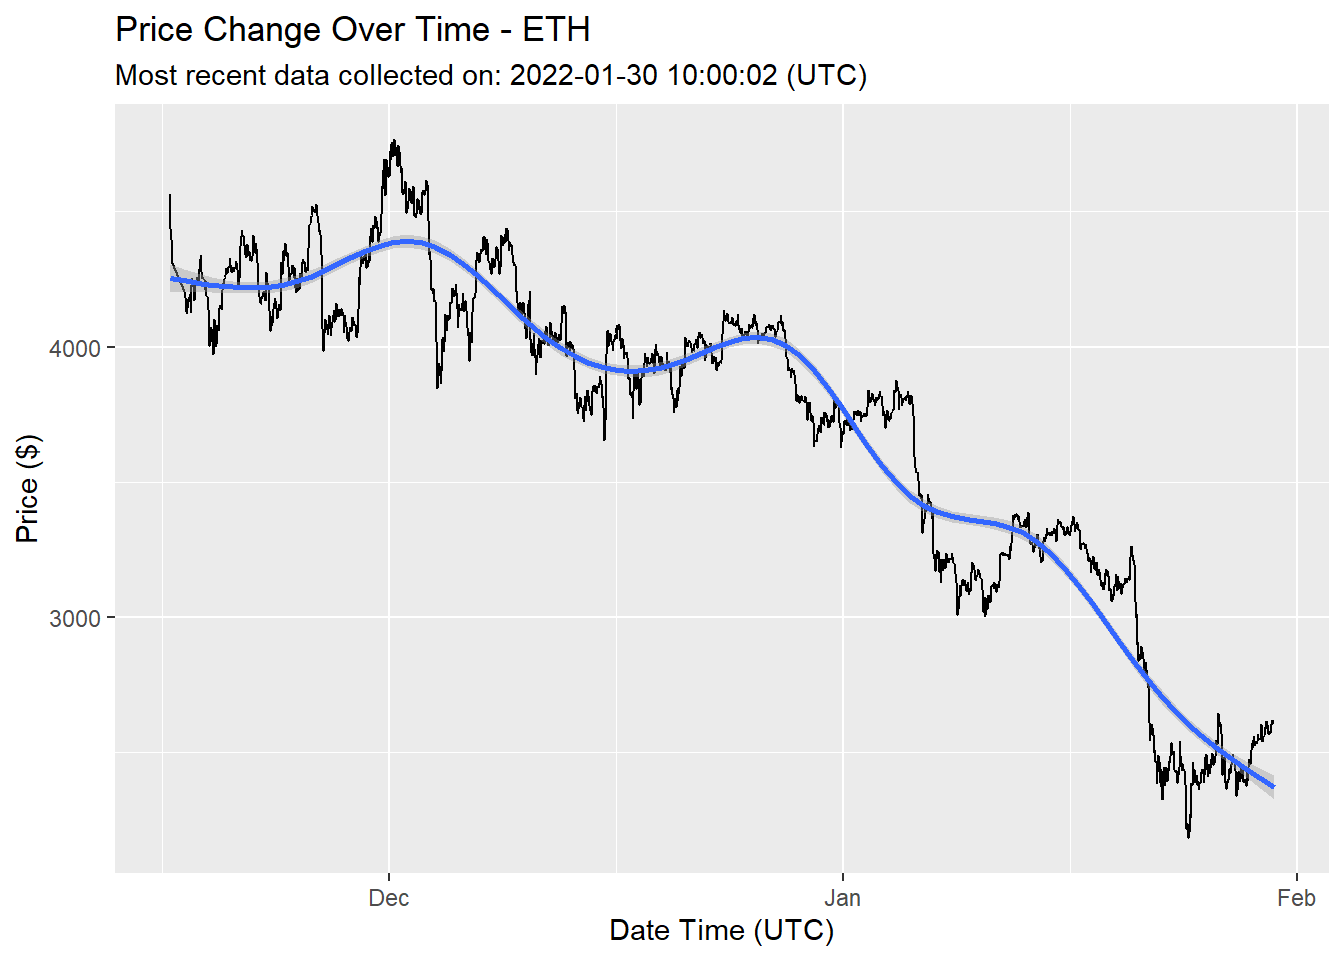 Price Change Over Time - ETH
Most recent data collected on: 2022-01-30 10:00:02 (UTC)
Price ($)
4000
3000
Dec
Jan
Feb
Date Time (UTC)